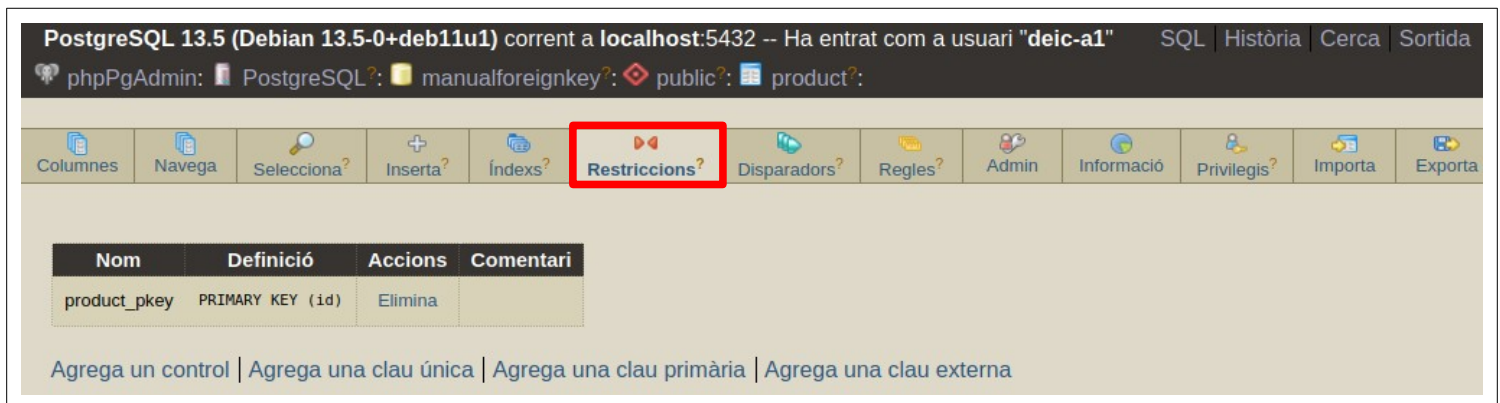 PostgreSQL 13.5 (Debian 13.5-0+deb11u1) corrent a localhost:5432 -- Ha entrat com a usuari "deic-a1" SQL Història Cerca Sortida
phpPgAdmin: PostgreSQL?: manualforeignkey?: public?: product?:
Columnes Navega Selecciona? Inserta? Índexs? Restriccions? Disparadors? Regles? Admin Informació Privilegis? Importa Exporta
Nom Definició Accions Comentari
product_pkey PRIMARY KEY (id) Elimina
Agrega un control | Agrega una clau única | Agrega una clau primària | Agrega una clau externa